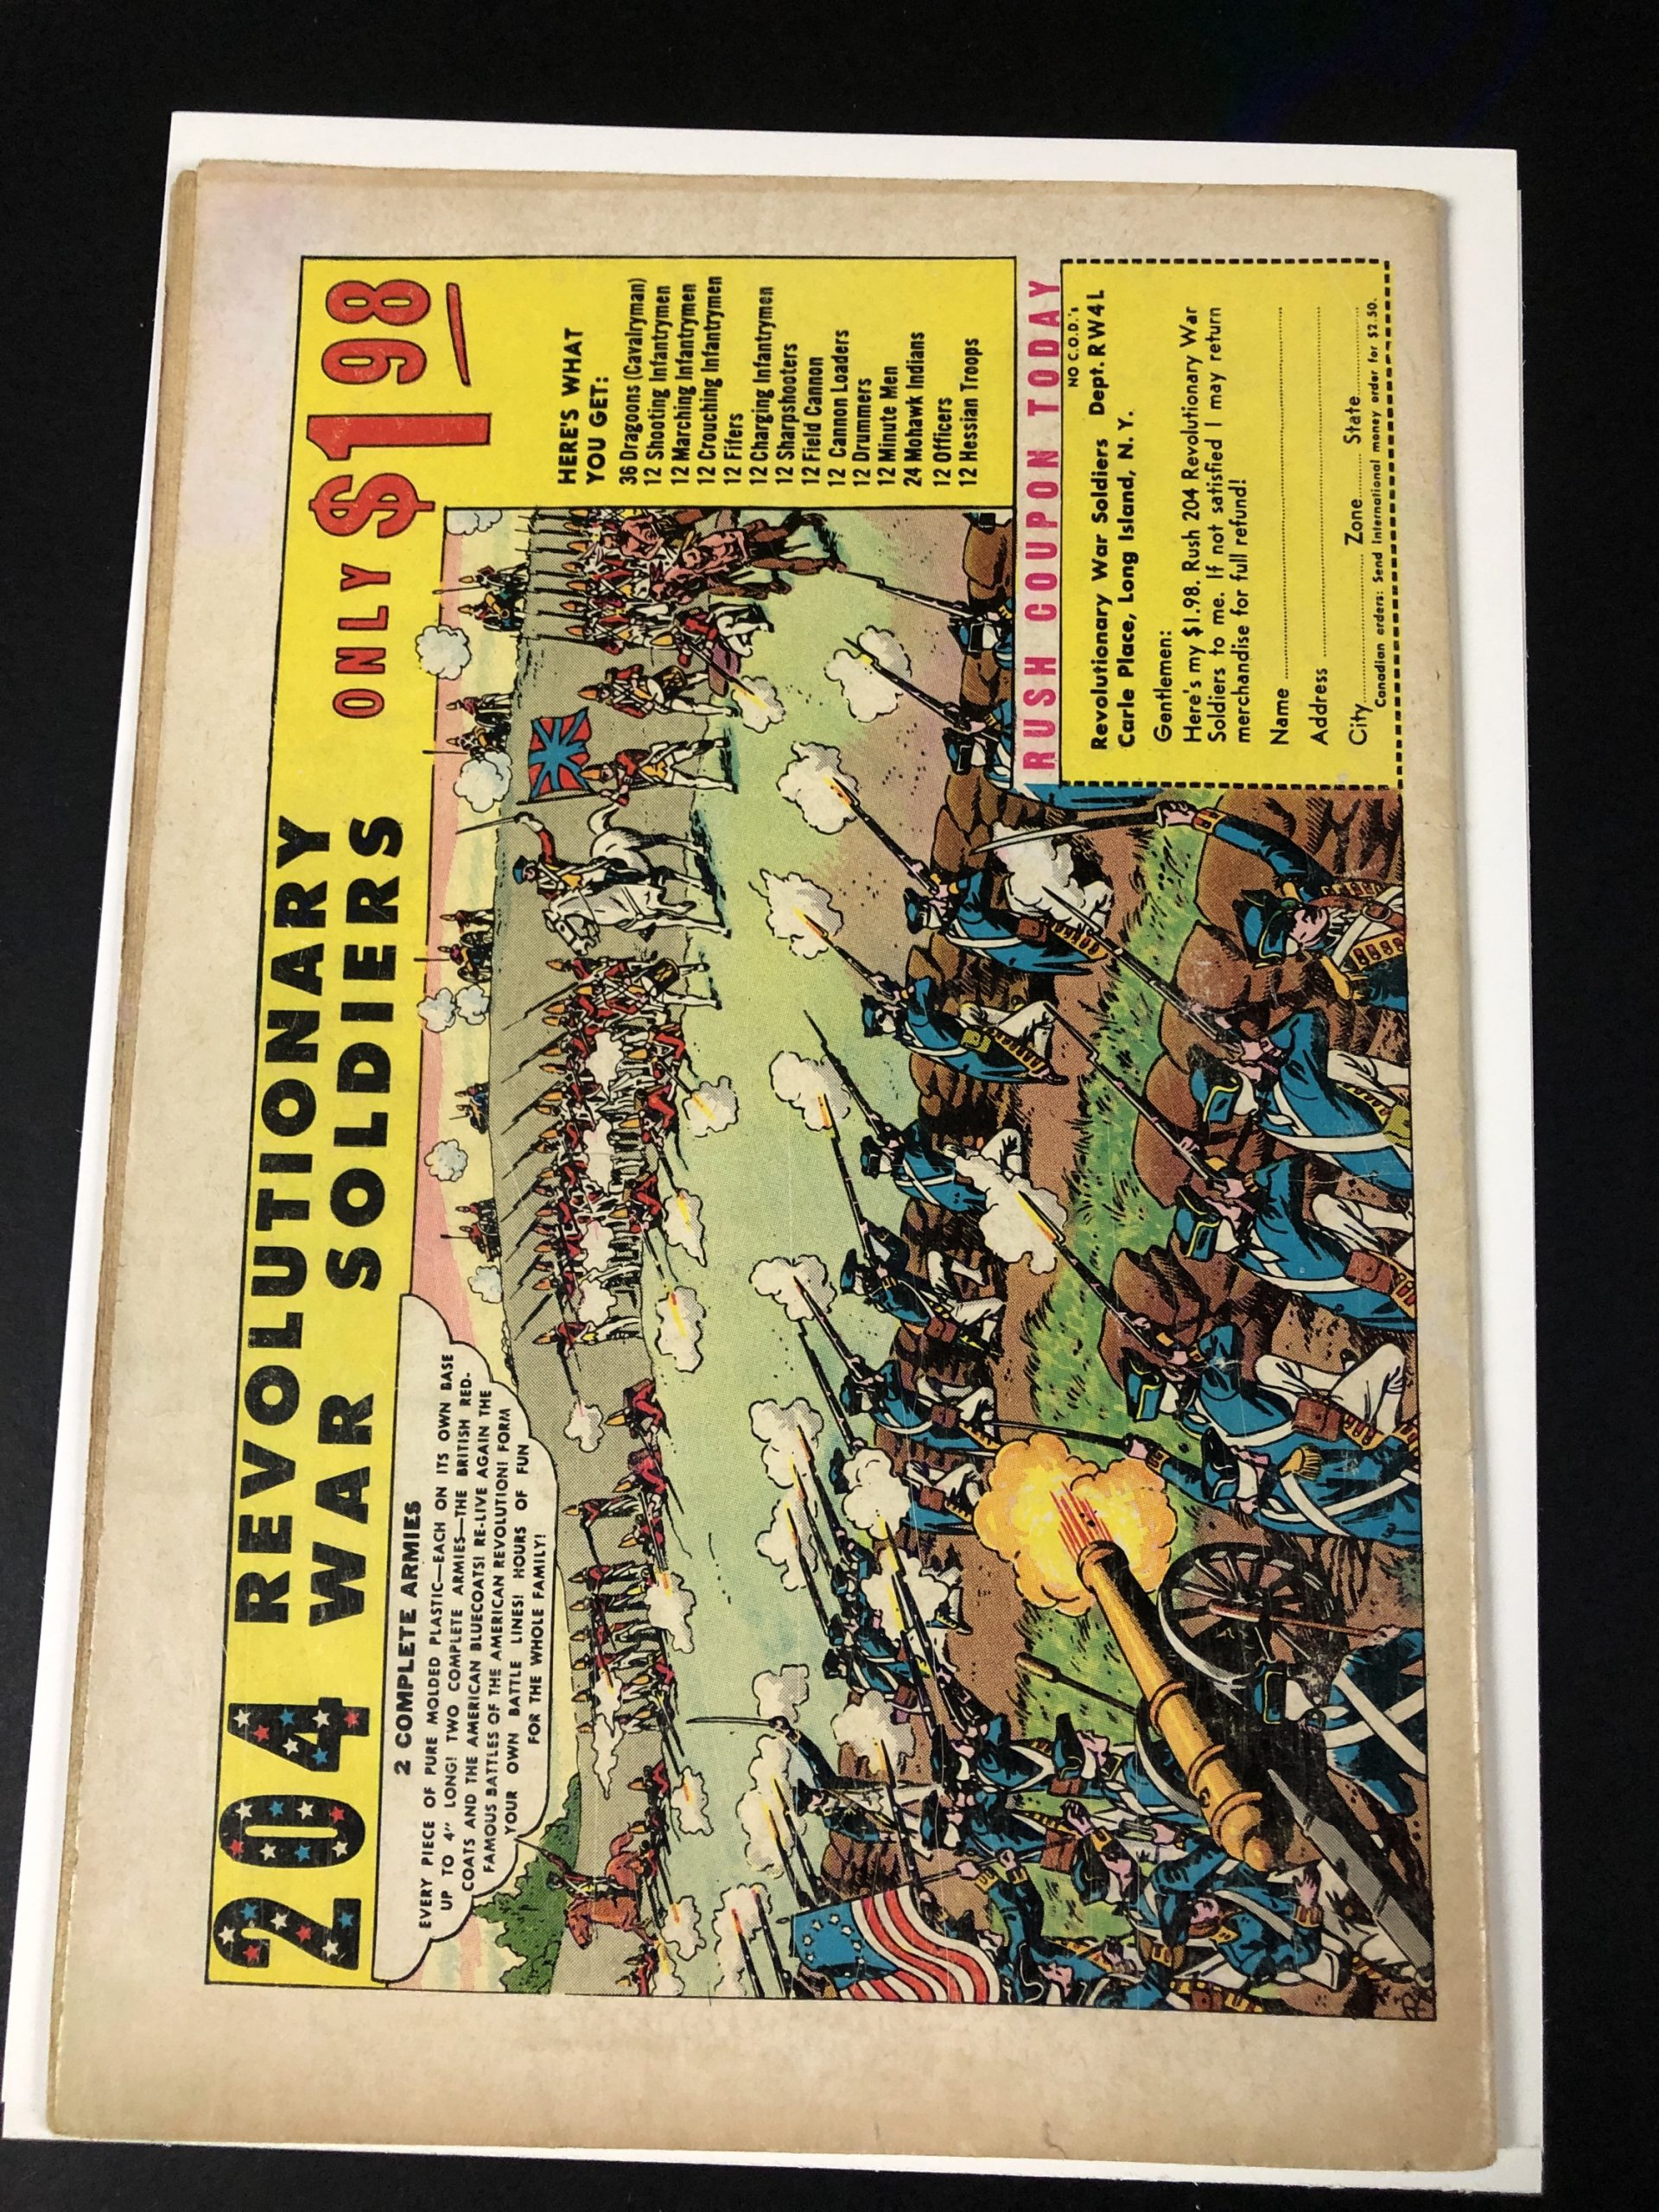 204 REVOLUTIONARY
WAR SOLDIERS ONLY $198
2 COMPLETE ARMIES
EVERY PIECE OF PURE MOLDED PLASTIC—EACH ON ITS OWN BASE
UP TO 4" LONG! TWO COMPLETE ARMIES—THE BRITISH RED-
COATS AND THE AMERICAN BLUECOATS! RE-LIVE AGAIN THE
FAMOUS BATTLES OF THE AMERICAN REVOLUTION! FORM
YOUR OWN BATTLE LINES! HOURS OF FUN
FOR THE WHOLE FAMILY!
HERE'S WHAT
YOU GET:
36 Dragoons (Cavalryman)
12 Shooting Infantrymen
12 Marching Infantrymen
12 Crouching Infantrymen
12 Fifers
12 Charging Infantrymen
12 Sharpshooters
12 Field Cannon
12 Cannon Loaders
12 Drummers
12 Minute Men
24 Mohawk Indians
12 Officers
12 Hessian Troops
RUSH COUPON TODAY
NO C.O.D.'s
Revolutionary War Soldiers Dept. RW4L
Carle Place, Long Island, N. Y.
Gentlemen:
Here's my $1.98. Rush 204 Revolutionary War
Soldiers to me. If not satisfied I may return
merchandise for full refund!
Name
Address
City Zone State
Canadian orders: Send International money order for $2.50.